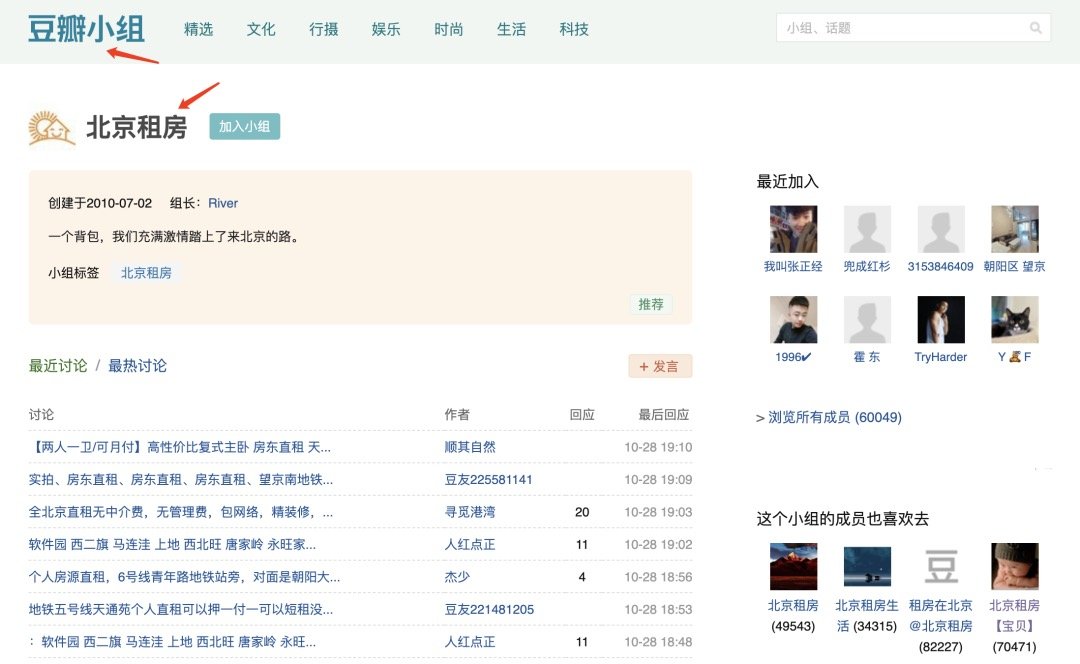 豆瓣小组 精选 文化 行摄 娱乐 时尚 生活 科技 小组、话题
北京租房 加入小组
创建于2010-07-02 组长：River
一个背包，我们充满激情踏上了来北京的路。
小组标签 北京租房
推荐
最近讨论 / 最热讨论 + 发言
讨论 作者 回应 最后回应
【两人一卫/可月付】高性价比复式主卧 房东直租 天... 顺其自然 10-28 19:10
实拍、房东直租、房东直租、房东直租、望京南地铁... 豆友225581141 10-28 19:09
全北京直租无中介费，无管理费，包网络，精装修，... 寻觅港湾 20 10-28 19:03
软件园 西二旗 马连洼 上地 西北旺 唐家岭 永旺家... 人红点正 11 10-28 19:02
个人房源直租，6号线青年路地铁站旁，对面是朝阳大... 杰少 4 10-28 18:56
地铁五号线天通苑个人直租可以押一付一可以短租没... 豆友221481205 10-28 18:53
：软件园 西二旗 马连洼 上地 西北旺 唐家岭 永旺... 人红点正 11 10-28 18:48
最近加入
我叫张正经 兜成红杉 3153846409 朝阳区 望京
1996✔ 霍 东 TryHarder Y 🧸 F
> 浏览所有成员 (60049)
这个小组的成员也喜欢去
豆
北京租房 北京租房生 租房在北京 北京租房
(49543) 活 (34315) @北京租房 【宝贝】
(82227) (70471)